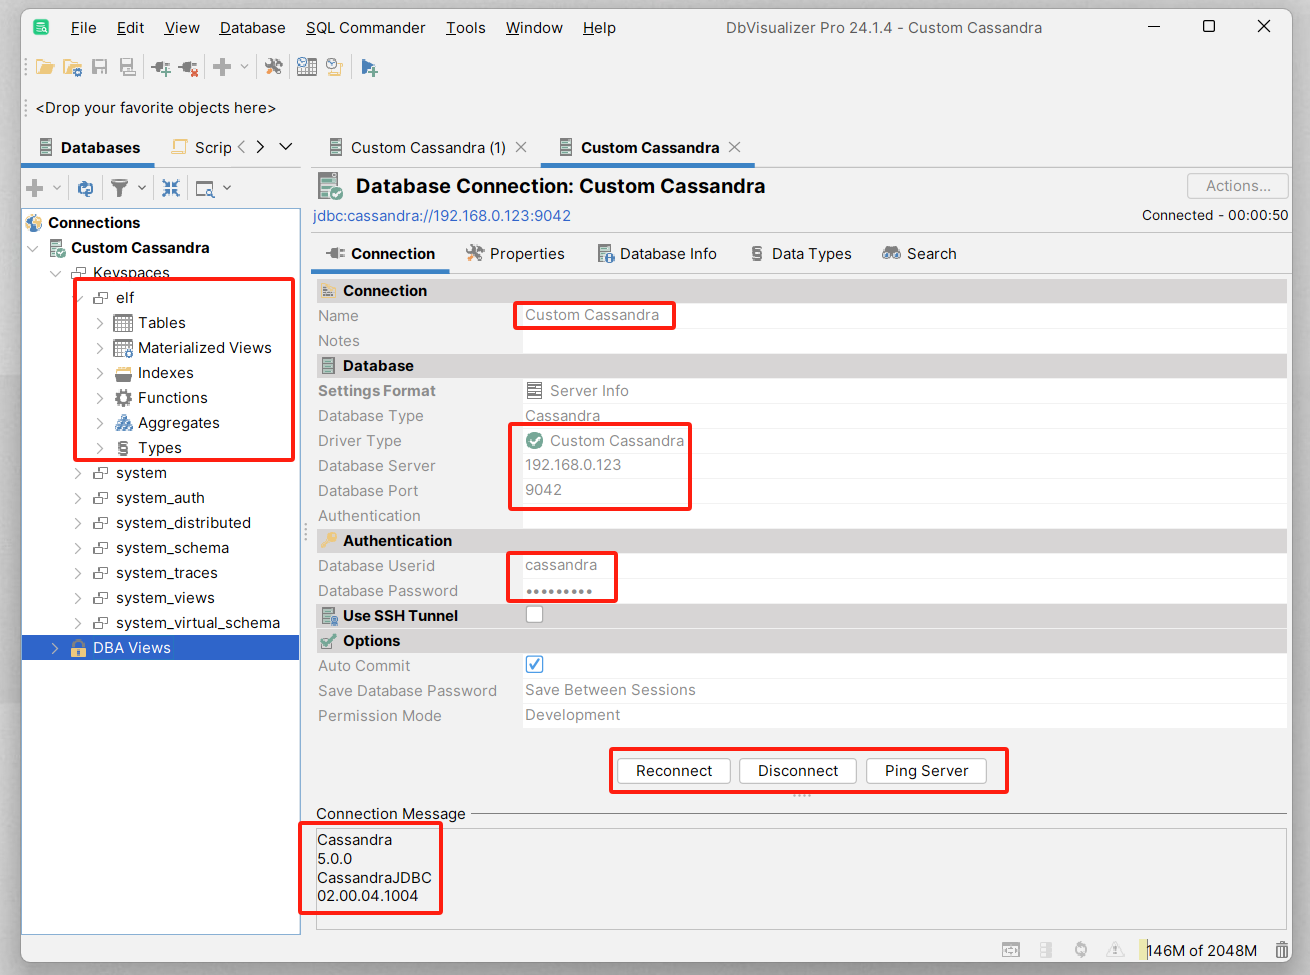 File Edit View Database SQL Commander Tools Window Help
DbVisualizer Pro 24.1.4 - Custom Cassandra
<Drop your favorite objects here>
Databases Scrip
Custom Cassandra (1) Custom Cassandra
Database Connection: Custom Cassandra
Actions...
jdbc:cassandra://192.168.0.123:9042
Connected - 00:00:50
Connections
Custom Cassandra
Keyspaces
elf
Tables
Materialized Views
Indexes
Functions
Aggregates
Types
system
system_auth
system_distributed
system_schema
system_traces
system_views
system_virtual_schema
DBA Views
Connection Properties Database Info Data Types Search
Connection
Name Custom Cassandra
Notes
Database
Settings Format Server Info
Database Type Cassandra
Driver Type Custom Cassandra
Database Server 192.168.0.123
Database Port 9042
Authentication
Authentication
Database Userid cassandra
Database Password •••••••••
Use SSH Tunnel
Options
Auto Commit
Save Database Password Save Between Sessions
Permission Mode Development
Reconnect Disconnect Ping Server
Connection Message
Cassandra
5.0.0
CassandraJDBC
02.00.04.1004
146M of 2048M